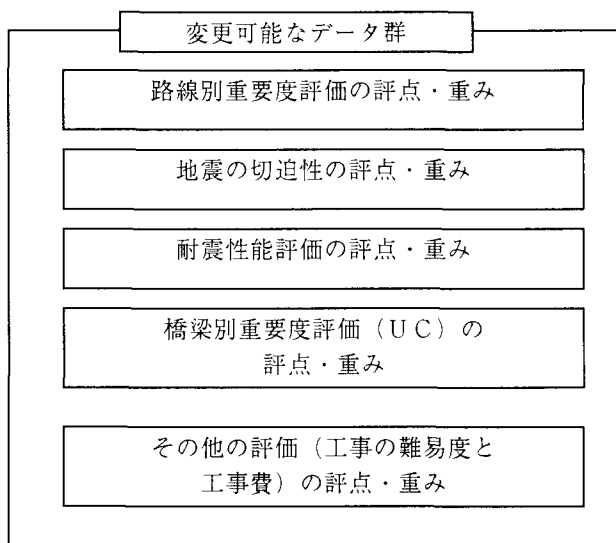 変更可能なデータ群
路線別重要度評価の評点・重み
地震の切迫性の評点・重み
耐震性能評価の評点・重み
橋梁別重要度評価（ＵＣ）の
評点・重み
その他の評価（工事の難易度と
工事費）の評点・重み